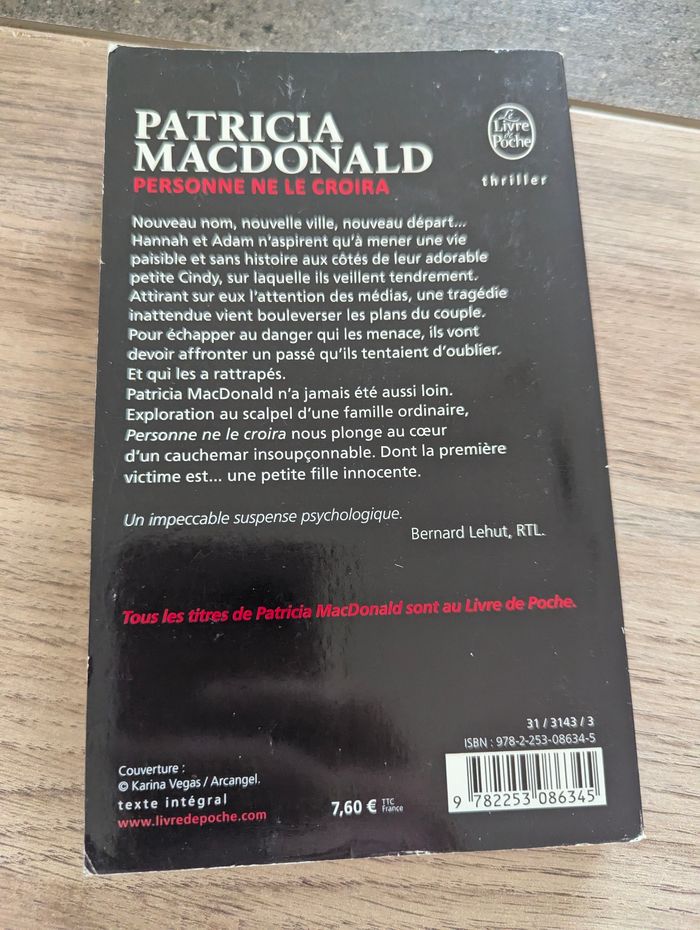 PATRICIA
MACDONALD
PERSONNE NE LE CROIRA
Le
Livre
de
Poche
thriller
Nouveau nom, nouvelle ville, nouveau départ...
Hannah et Adam n'aspirent qu'à mener une vie
paisible et sans histoire aux côtés de leur adorable
petite Cindy, sur laquelle ils veillent tendrement.
Attirant sur eux l'attention des médias, une tragédie
inattendue vient bouleverser les plans du couple.
Pour échapper au danger qui les menace, ils vont
devoir affronter un passé qu'ils tentaient d'oublier.
Et qui les a rattrapés.
Patricia MacDonald n'a jamais été aussi loin.
Exploration au scalpel d'une famille ordinaire,
Personne ne le croira nous plonge au cœur
d'un cauchemar insoupçonnable. Dont la première
victime est... une petite fille innocente.
Un impeccable suspense psychologique.
Bernard Lehut, RTL.
Tous les titres de Patricia MacDonald sont au Livre de Poche.
31 / 3143 / 3
ISBN : 978-2-253-08634-5
Couverture :
© Karina Vegas / Arcangel.
texte intégral
www.livredepoche.com
7,60 € TTC
France
9 782253 086345